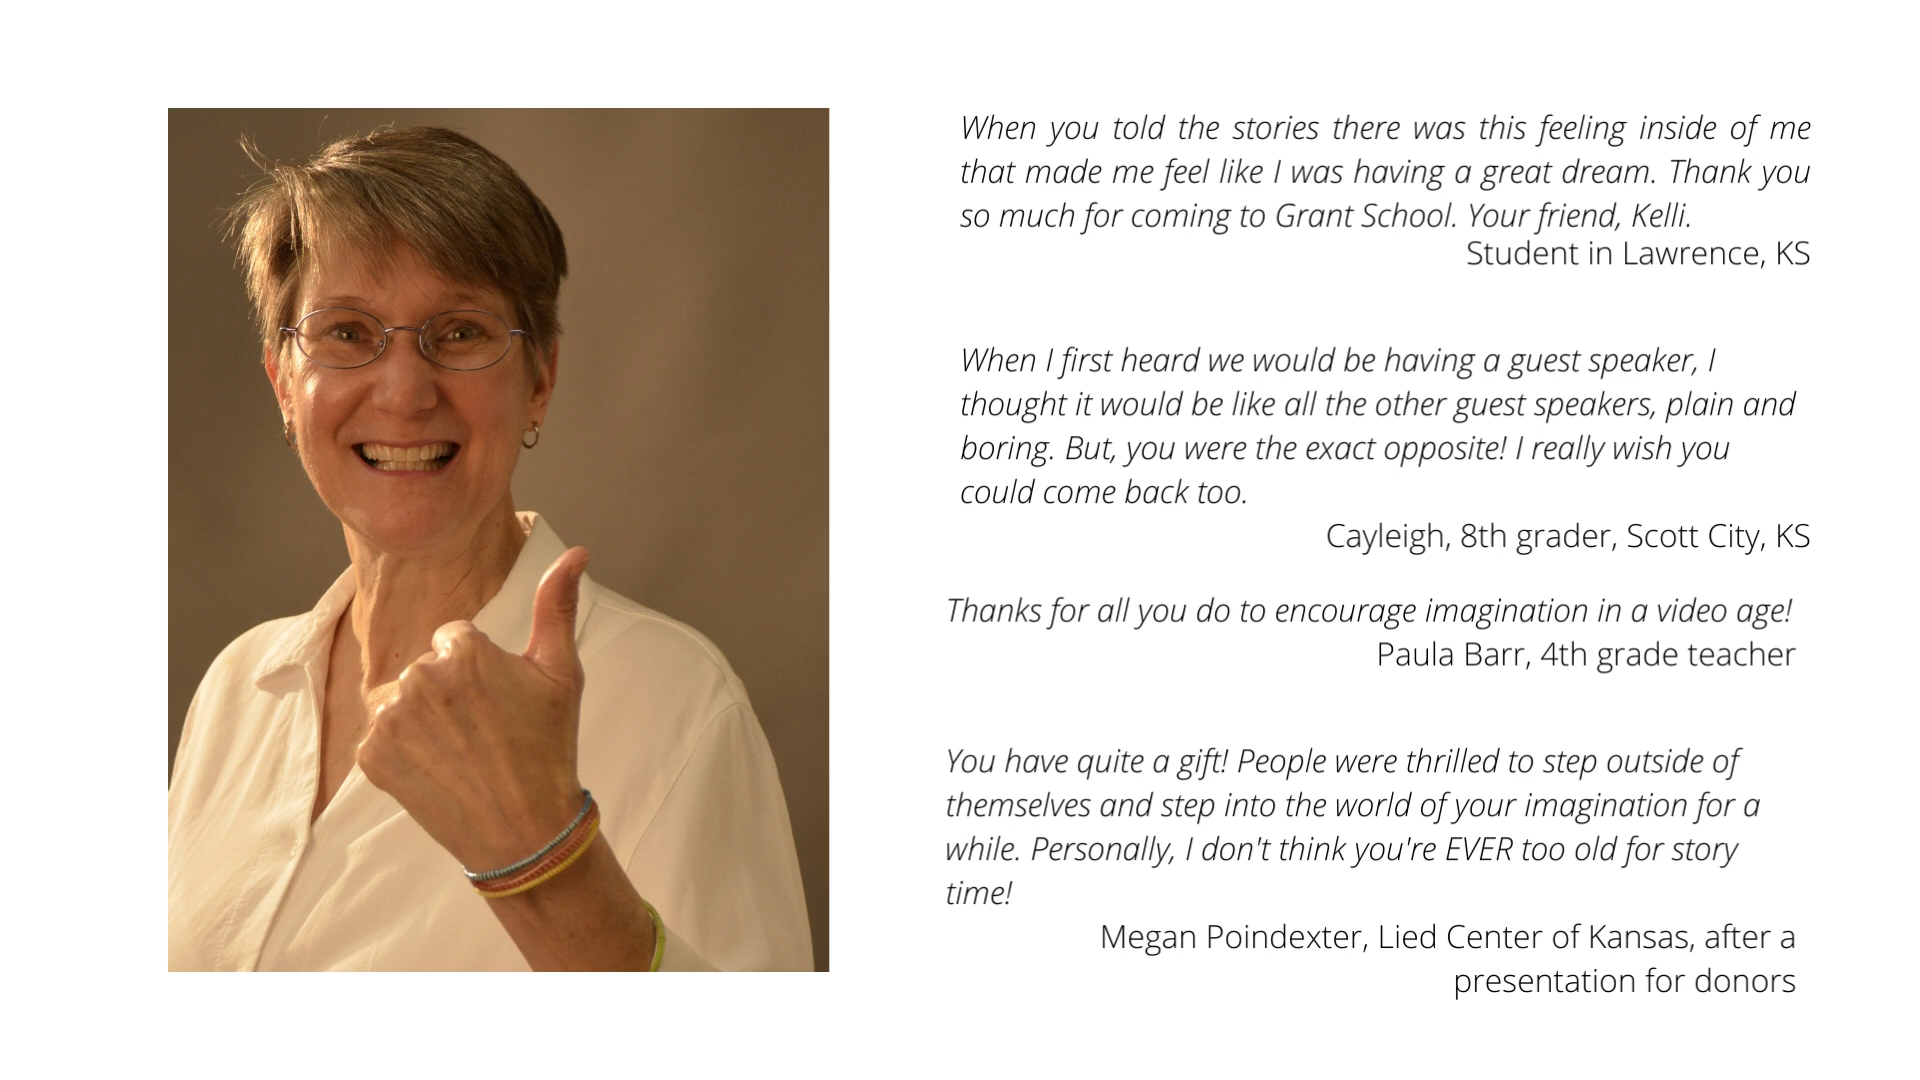 When you told the stories there was this feeling inside of me
that made me feel like I was having a great dream. Thank you
so much for coming to Grant School. Your friend, Kelli.
Student in Lawrence, KS
When I first heard we would be having a guest speaker, I
thought it would be like all the other guest speakers, plain and
boring. But, you were the exact opposite! I really wish you
could come back too.
Cayleigh, 8th grader, Scott City, KS
Thanks for all you do to encourage imagination in a video age!
Paula Barr, 4th grade teacher
You have quite a gift! People were thrilled to step outside of
themselves and step into the world of your imagination for a
while. Personally, I don't think you're EVER too old for story
time!
Megan Poindexter, Lied Center of Kansas, after a
presentation for donors